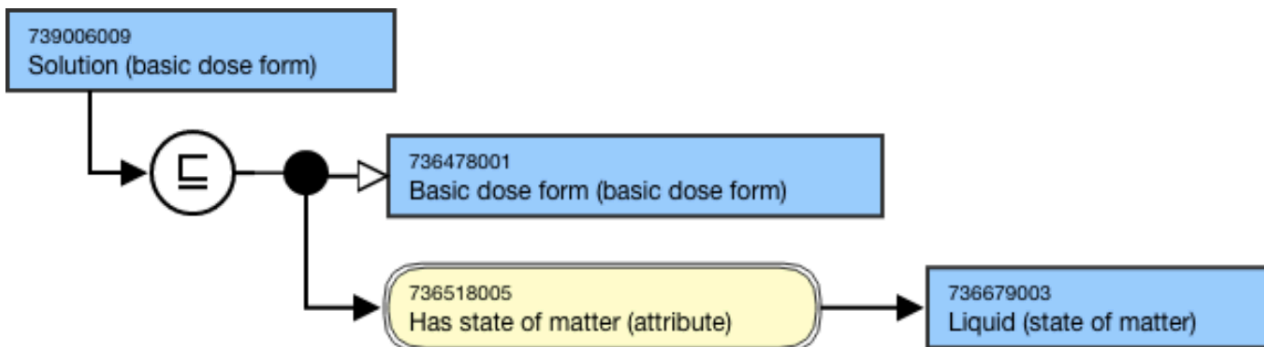 739006009
Solution (basic dose form)
⊑
736478001
Basic dose form (basic dose form)
736518005
Has state of matter (attribute)
736679003
Liquid (state of matter)